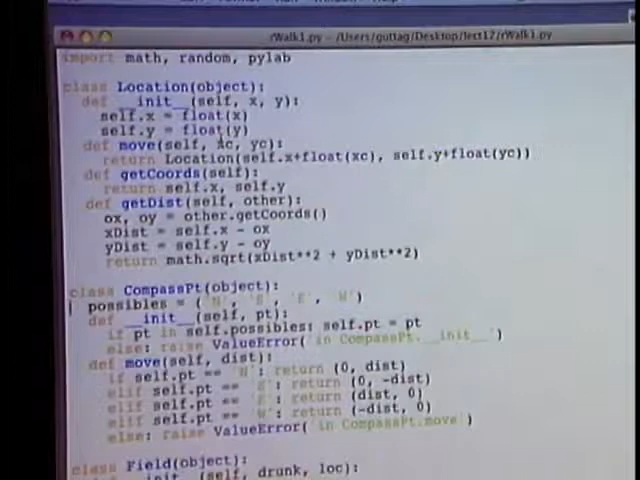 rWalk1.py - /Users/guttag/Desktop/lect12/rWalk1.py
import math, random, pylab
class Location(object):
def __init__(self, x, y):
self.x = float(x)
self.y = float(y)
def move(self, xc, yc):
return Location(self.x+float(xc), self.y+float(yc))
def getCoords(self):
return self.x, self.y
def getDist(self, other):
ox, oy = other.getCoords()
xDist = self.x - ox
yDist = self.y - oy
return math.sqrt(xDist**2 + yDist**2)
class CompassPt(object):
possibles = ('N', 'S', 'E', 'W')
def __init__(self, pt):
if pt in self.possibles: self.pt = pt
else: raise ValueError('in CompassPt.__init__')
def move(self, dist):
if self.pt == 'N': return (0, dist)
elif self.pt == 'S': return (0, -dist)
elif self.pt == 'E': return (dist, 0)
elif self.pt == 'W': return (-dist, 0)
else: raise ValueError('in CompassPt.move')
class Field(object):
def __init__(self, drunk, loc):